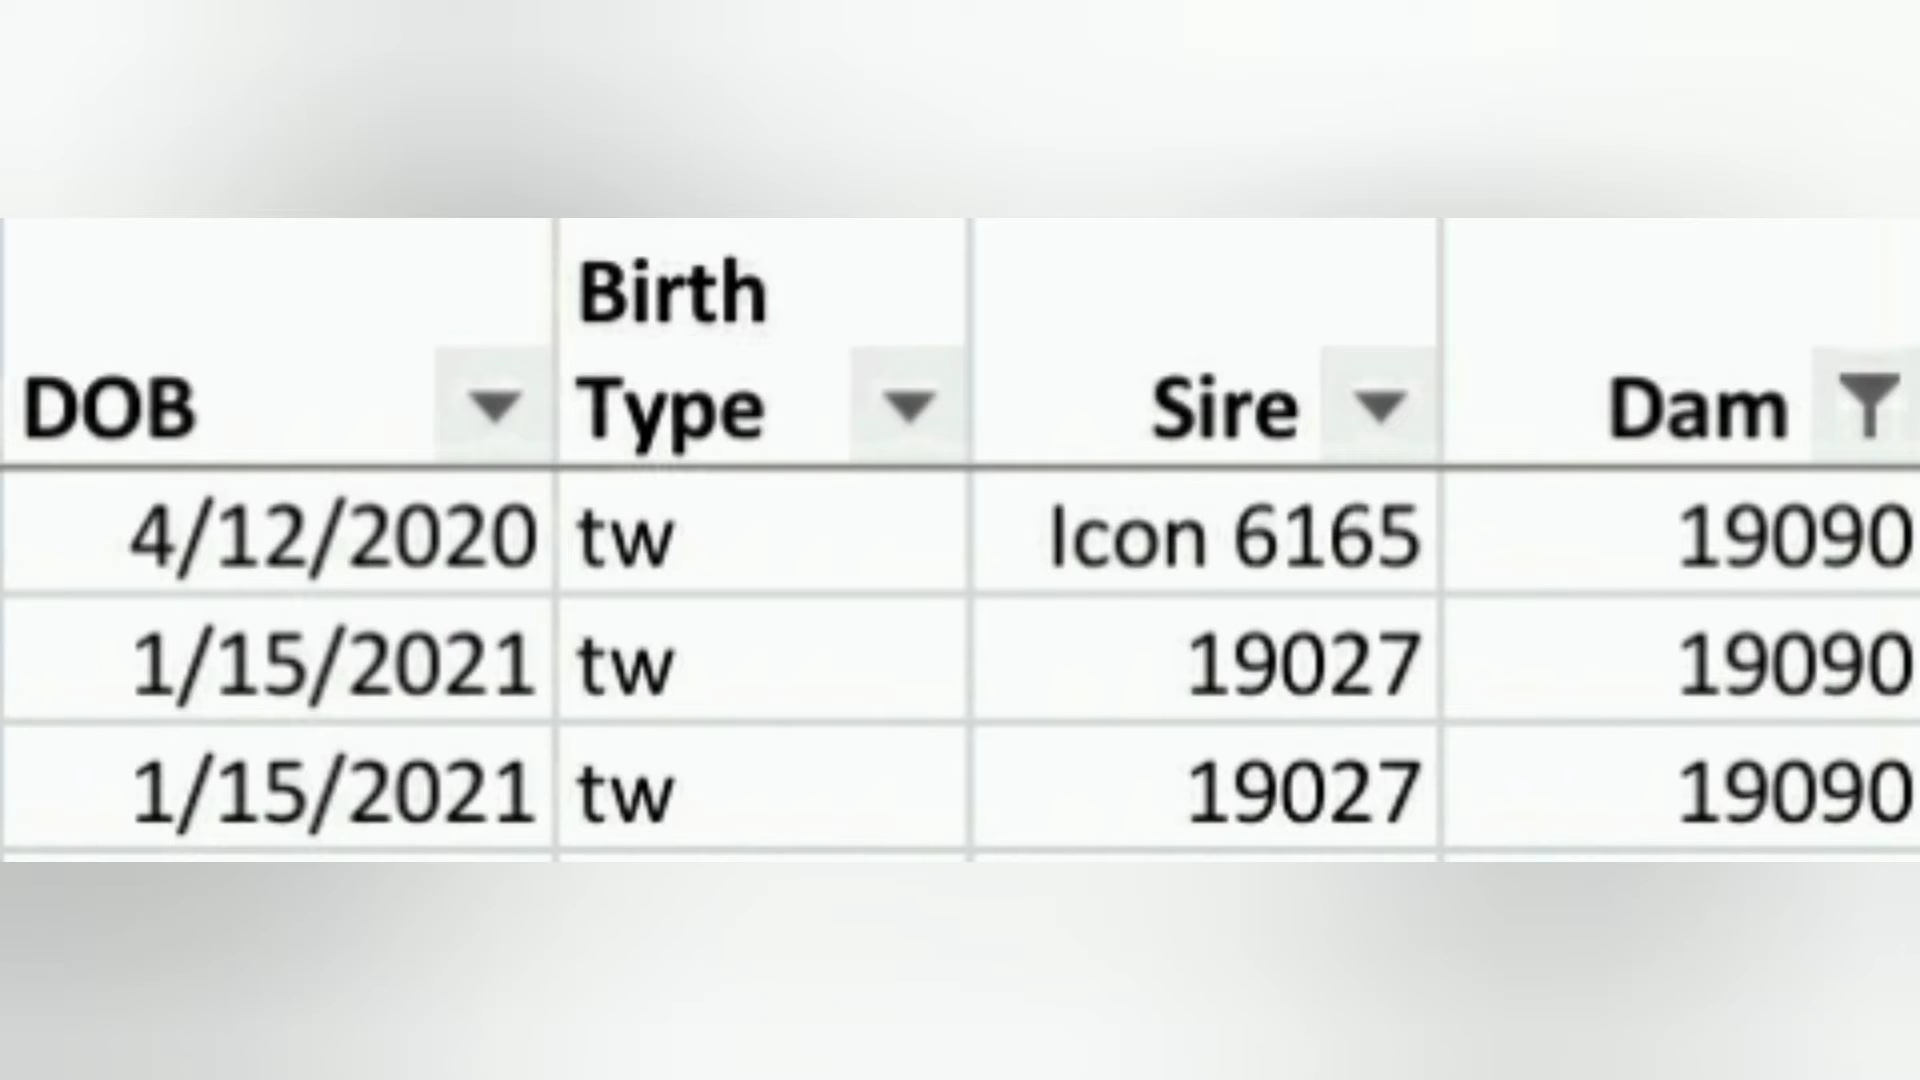 Birth
DOB Type Sire Dam
4/12/2020 tw Icon 6165 19090
1/15/2021 tw 19027 19090
1/15/2021 tw 19027 19090